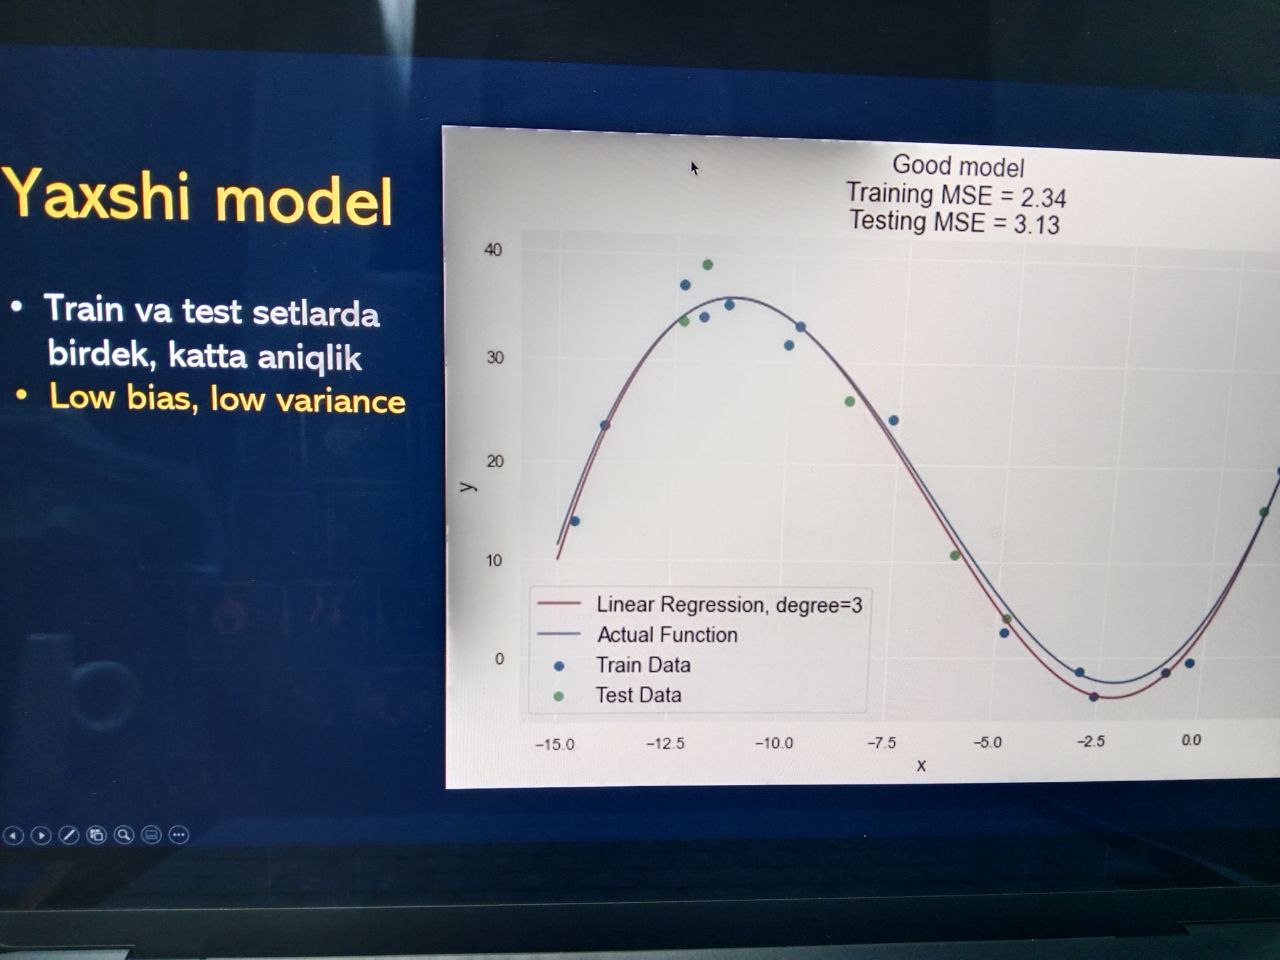 Yaxshi model
• Train va test setlarda
birdek, katta aniqlik
• Low bias, low variance
Good model
Training MSE = 2.34
Testing MSE = 3.13
40
30
20
10
0
y
Linear Regression, degree=3
Actual Function
Train Data
Test Data
−15.0 −12.5 −10.0 −7.5 −5.0 −2.5 0.0
x